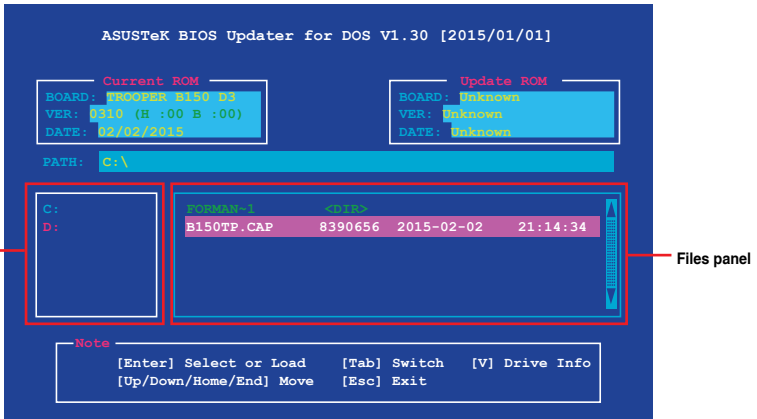 ASUSTeK BIOS Updater for DOS V1.30 [2015/01/01]
Current ROM
BOARD: TROOPER B150 D3
VER: 0310 (H :00 B :00)
DATE: 02/02/2015
Update ROM
BOARD: Unknown
VER: Unknown
DATE: Unknown
PATH: C:\
C:
D:
FORMAN~1 <DIR>
B150TP.CAP 8390656 2015-02-02 21:14:34
Files panel
Note
[Enter] Select or Load [Tab] Switch [V] Drive Info
[Up/Down/Home/End] Move [Esc] Exit